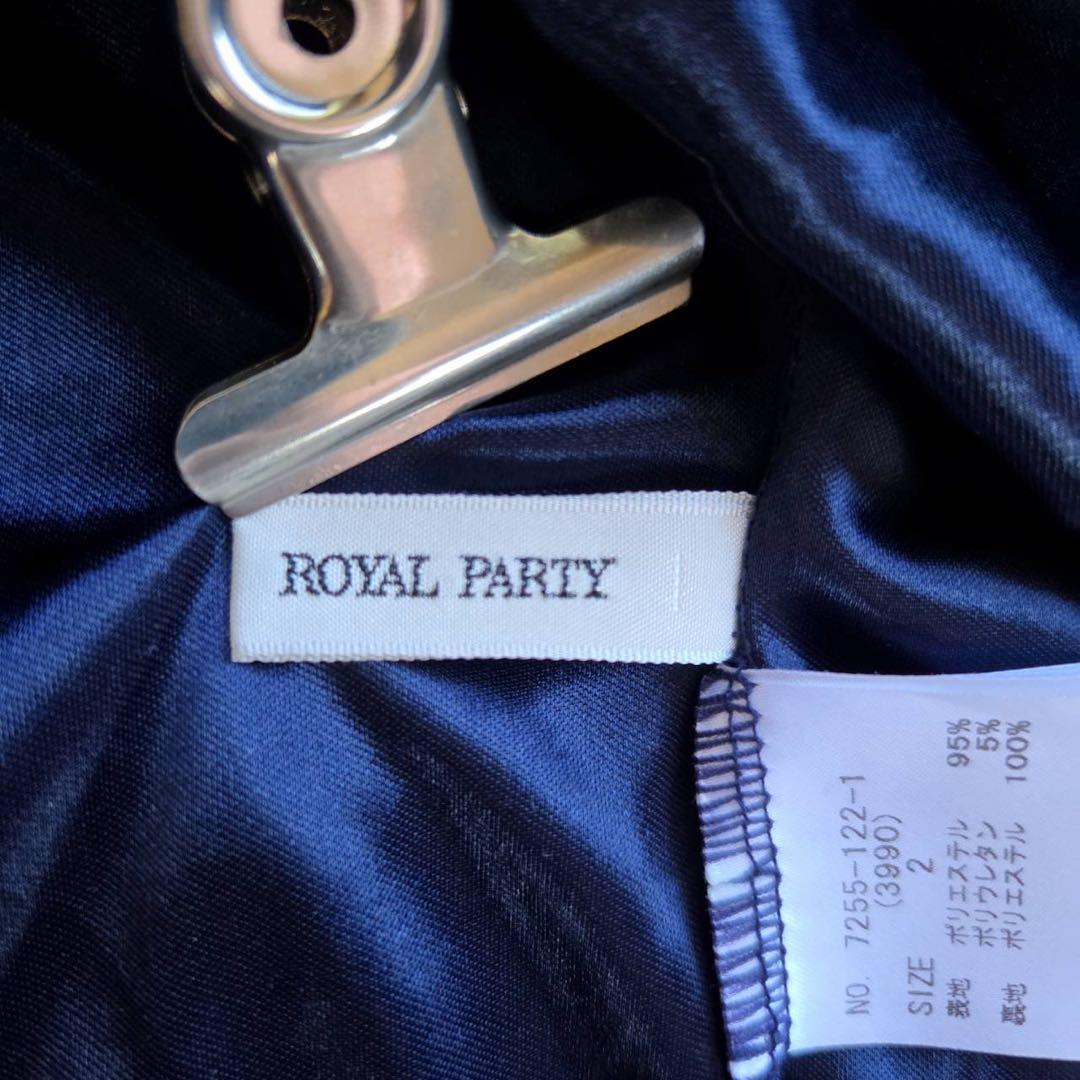 ROYAL PARTY
NO. 7255-122-1
(3990)
SIZE 2
表地 ポリエステル 95%
ポリウレタン 5%
裏地 ポリエステル 100%